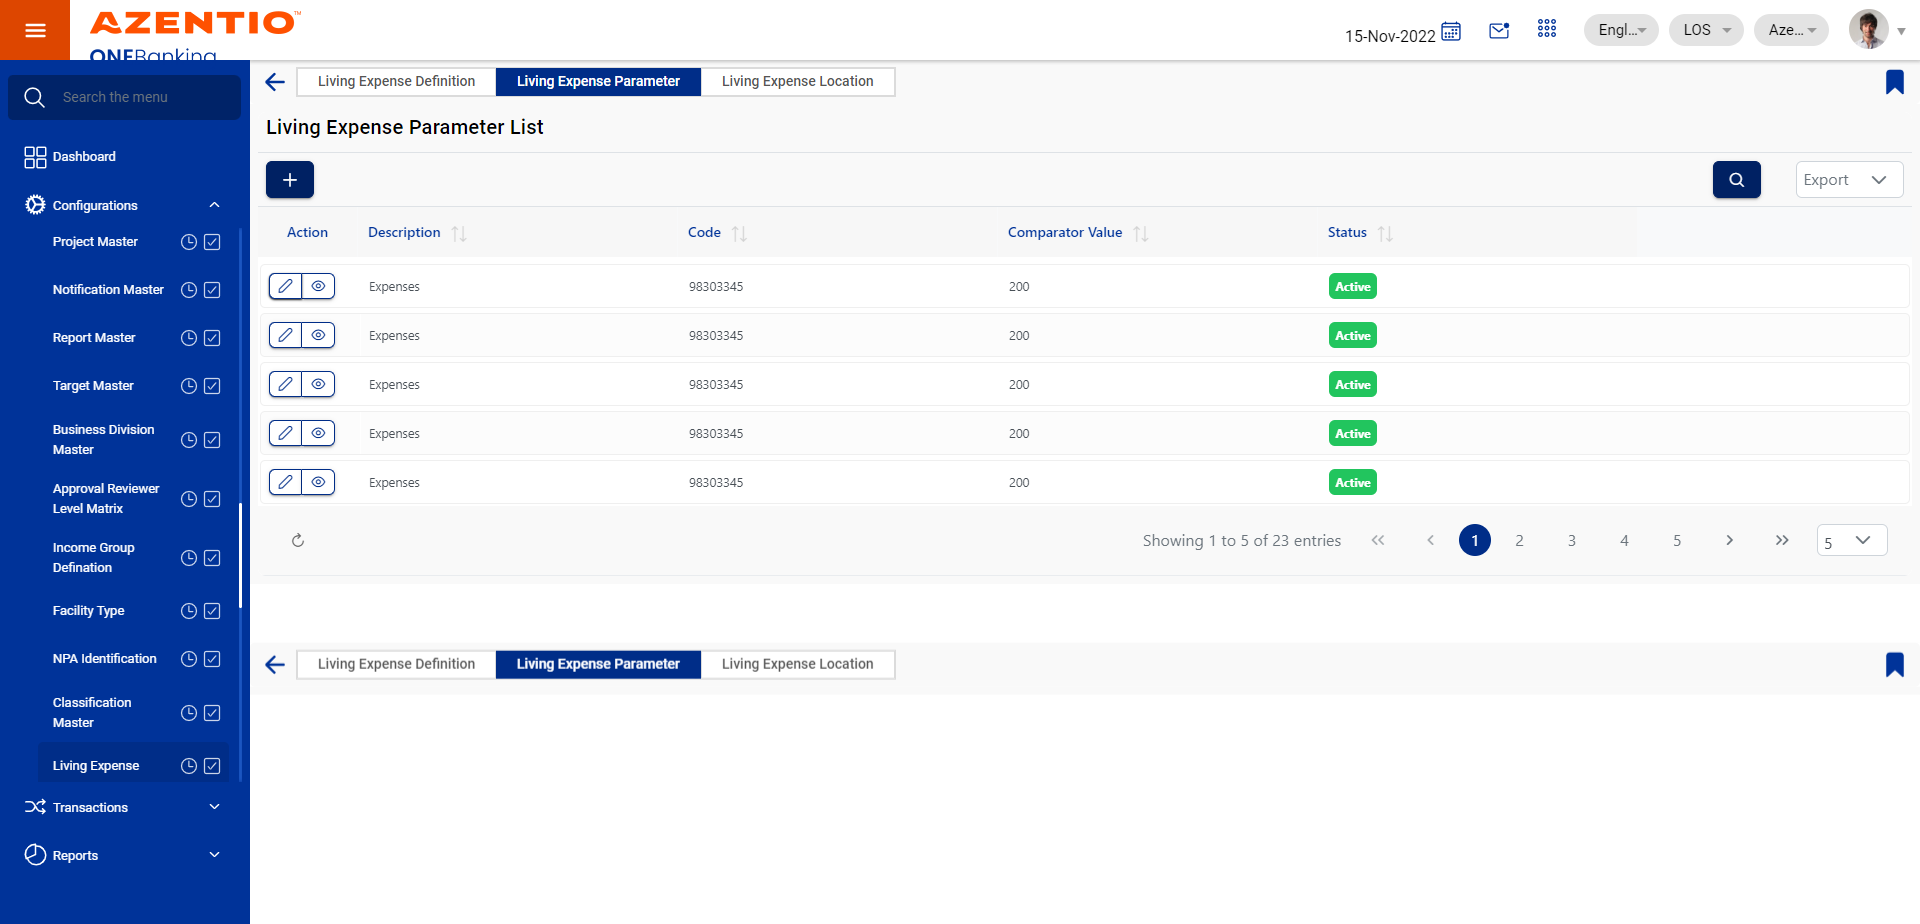 AZENTIO™
ONEBanking
15-Nov-2022
Engl...
LOS
Aze...
Search the menu
Dashboard
Configurations
Project Master
Notification Master
Report Master
Target Master
Business Division
Master
Approval Reviewer
Level Matrix
Income Group
Defination
Facility Type
NPA Identification
Classification
Master
Living Expense
Transactions
Reports
Living Expense Definition
Living Expense Parameter
Living Expense Location
Living Expense Parameter List
+
Export
Action
Description
Code
Comparator Value
Status
Expenses 98303345 200 Active
Expenses 98303345 200 Active
Expenses 98303345 200 Active
Expenses 98303345 200 Active
Expenses 98303345 200 Active
Showing 1 to 5 of 23 entries
1 2 3 4 5
5
Living Expense Definition
Living Expense Parameter
Living Expense Location